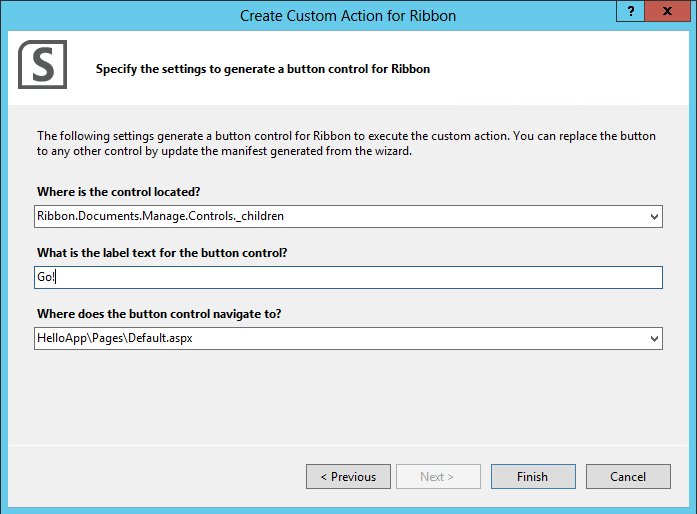 Create Custom Action for Ribbon
? x
S
Specify the settings to generate a button control for Ribbon
The following settings generate a button control for Ribbon to execute the custom action. You can replace the button
to any other control by update the manifest generated from the wizard.
Where is the control located?
Ribbon.Documents.Manage.Controls._children
What is the label text for the button control?
Go!
Where does the button control navigate to?
HelloApp\Pages\Default.aspx
< Previous Next > Finish Cancel